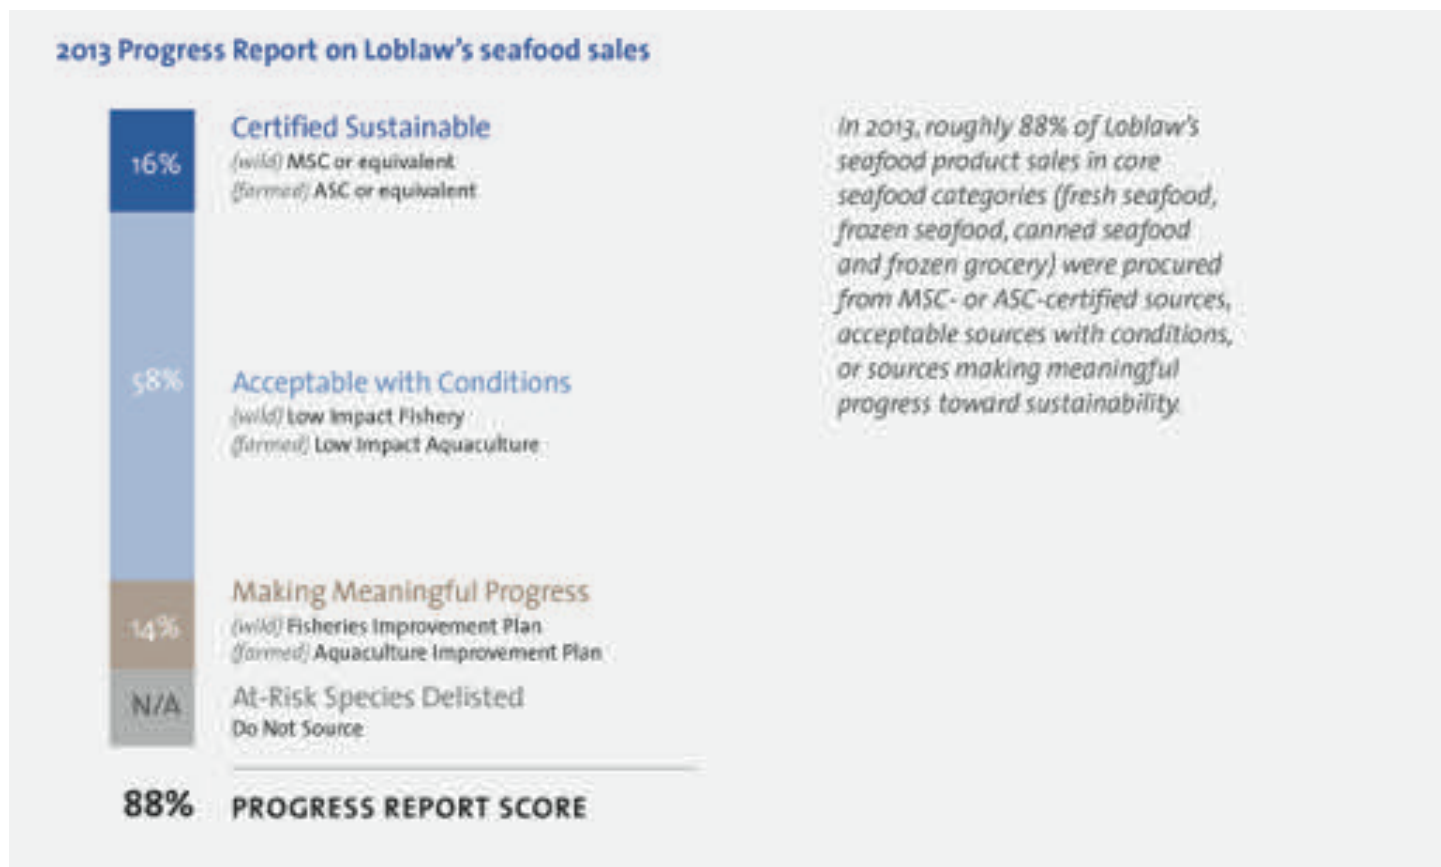 2013 Progress Report on Loblaw's seafood sales
16%
Certified Sustainable
(wild) MSC or equivalent
(farmed) ASC or equivalent
58%
Acceptable with Conditions
(wild) Low Impact Fishery
(farmed) Low Impact Aquaculture
14%
Making Meaningful Progress
(wild) Fisheries Improvement Plan
(farmed) Aquaculture Improvement Plan
N/A
At-Risk Species Delisted
Do Not Source
88% PROGRESS REPORT SCORE
In 2013, roughly 88% of Loblaw's
seafood product sales in core
seafood categories (fresh seafood,
frozen seafood, canned seafood
and frozen grocery) were procured
from MSC- or ASC-certified sources,
acceptable sources with conditions,
or sources making meaningful
progress toward sustainability.